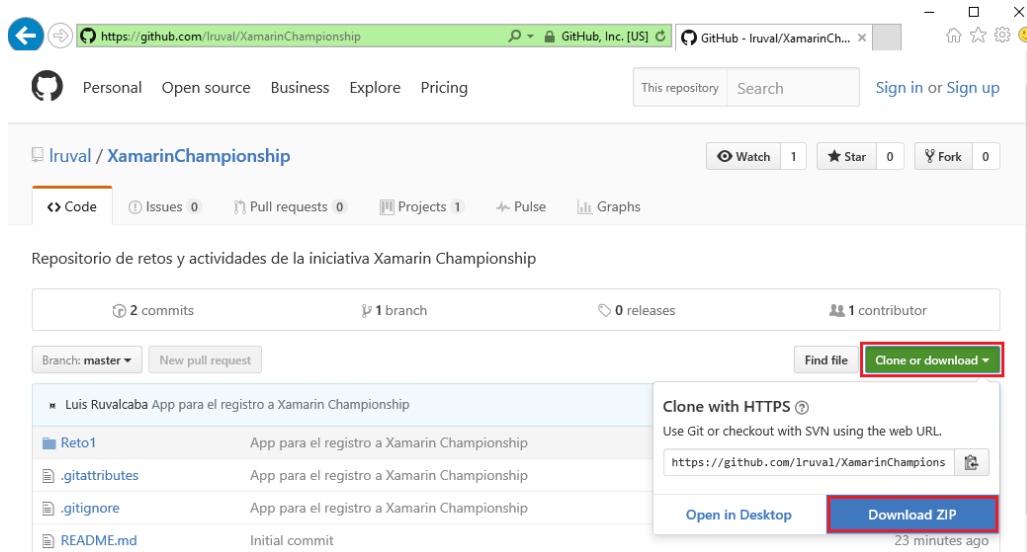 https://github.com/lruval/XamarinChampionship GitHub, Inc. [US] GitHub - lruval/XamarinCh...
Personal Open source Business Explore Pricing This repository Search Sign in or Sign up
lruval / XamarinChampionship Watch 1 Star 0 Fork 0
Code Issues 0 Pull requests 0 Projects 1 Pulse Graphs
Repositorio de retos y actividades de la iniciativa Xamarin Championship
2 commits 1 branch 0 releases 1 contributor
Branch: master New pull request Find file Clone or download
Luis Ruvalcaba App para el registro a Xamarin Championship
Reto1 App para el registro a Xamarin Championship
.gitattributes App para el registro a Xamarin Championship
.gitignore App para el registro a Xamarin Championship
README.md Initial commit 23 minutes ago
Clone with HTTPS
Use Git or checkout with SVN using the web URL.
https://github.com/lruval/XamarinChampions
Open in Desktop Download ZIP